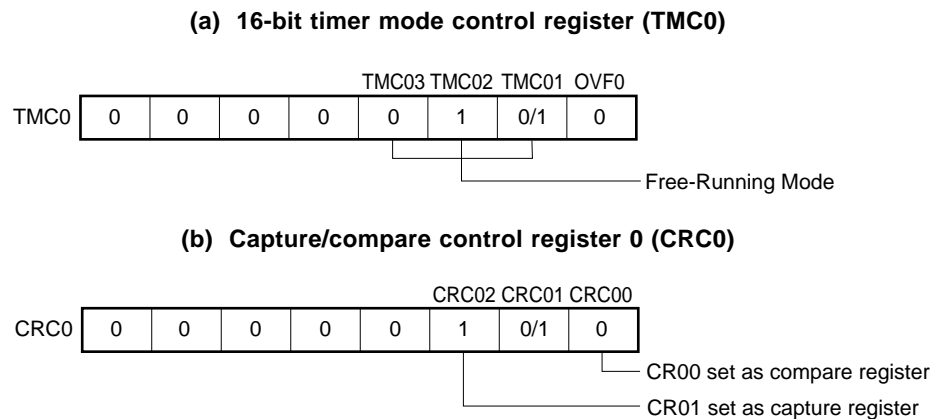 (a) 16-bit timer mode control register (TMC0)
TMC03 TMC02 TMC01 OVF0
TMC0 0 0 0 0 0 1 0/1 0
Free-Running Mode
(b) Capture/compare control register 0 (CRC0)
CRC02 CRC01 CRC00
CRC0 0 0 0 0 0 1 0/1 0
CR00 set as compare register
CR01 set as capture register